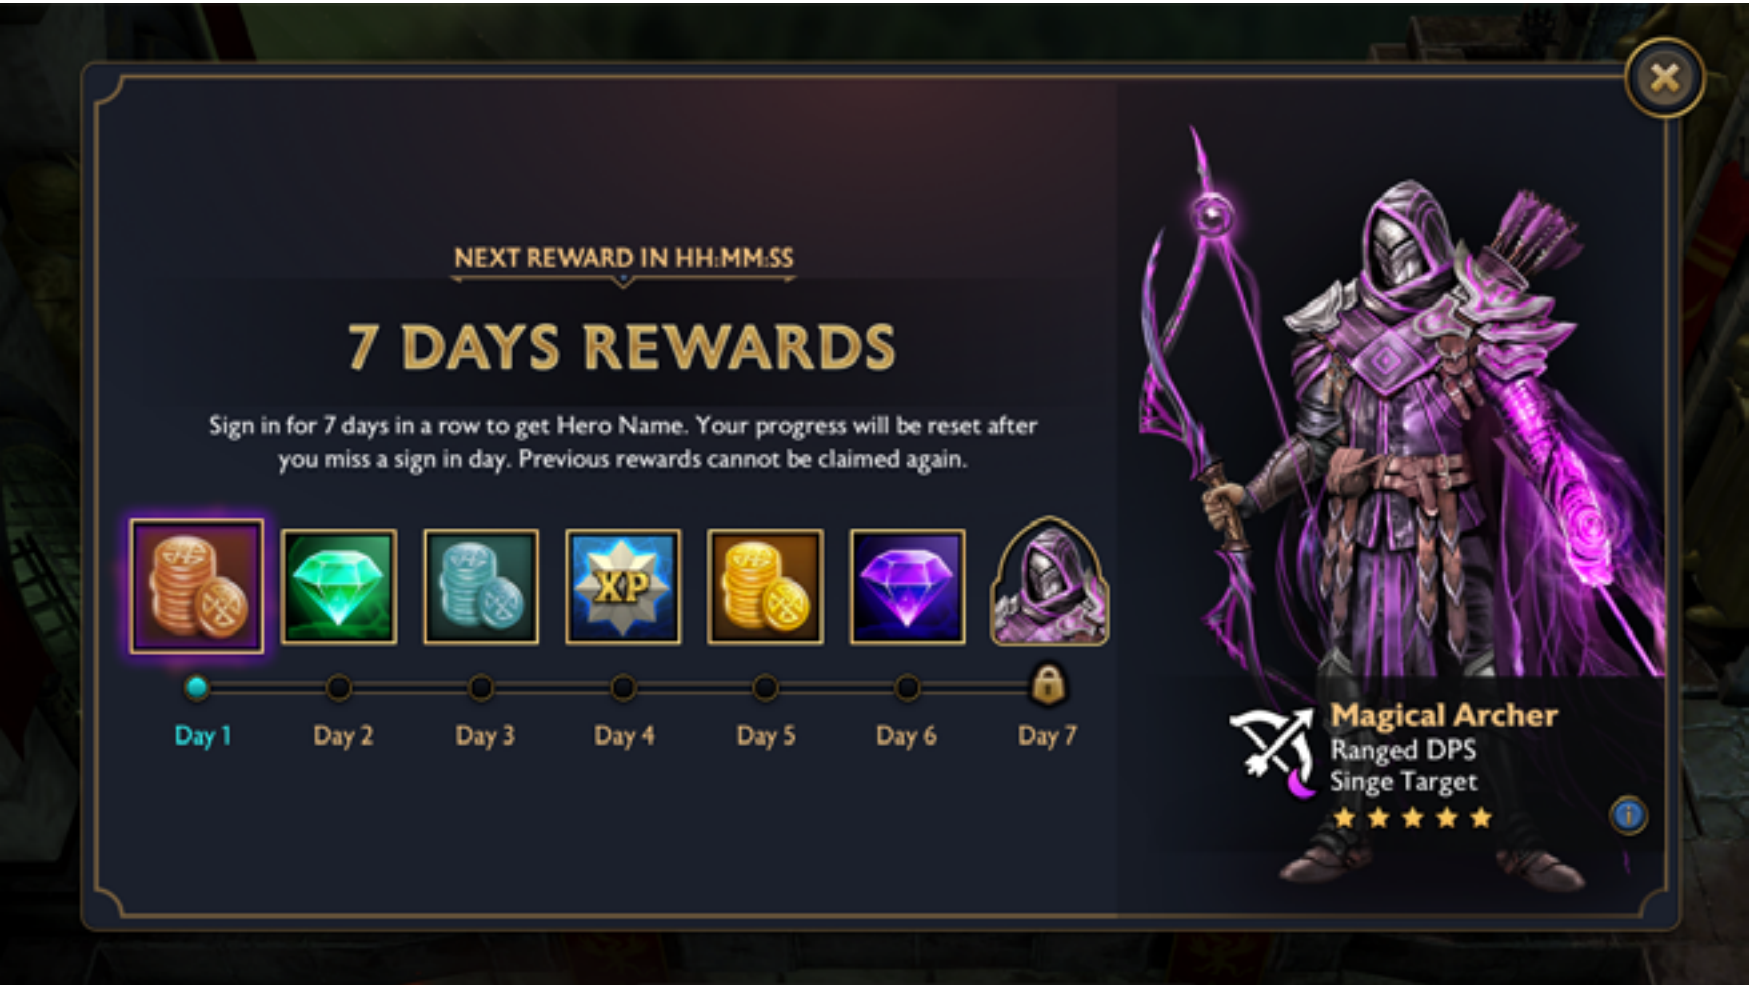 NEXT REWARD IN HH:MM:SS
7 DAYS REWARDS
Sign in for 7 days in a row to get Hero Name. Your progress will be reset after
you miss a sign in day. Previous rewards cannot be claimed again.
XP
Day 1
Day 2
Day 3
Day 4
Day 5
Day 6
Day 7
Magical Archer
Ranged DPS
Singe Target
i